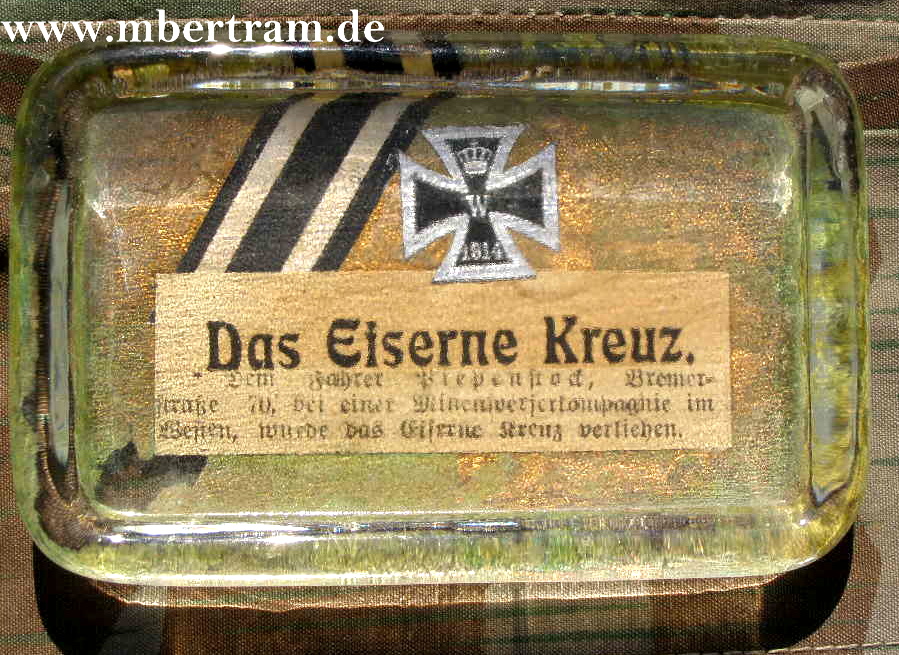 www.mbertram.de
W
1814
Das Eiserne Kreuz.
* Dem Fahrer Piepenstock, Bremer-
straße 70, bei einer Minenwerferkompagnie im
Westen, wurde das Eiserne Kreuz verliehen.